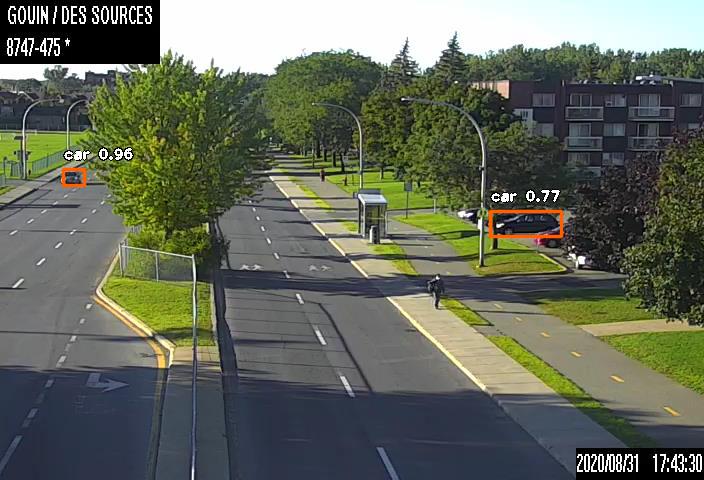 GOUIN / DES SOURCES
8747-475 *
car 0.96
car 0.77
2020/08/31 17:43:30